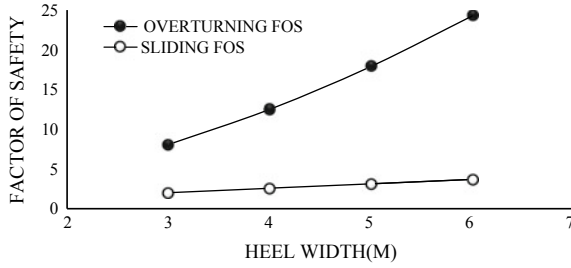 25
20
15
10
5
0
FACTOR OF SAFETY
OVERTURNING FOS
SLIDING FOS
2 3 4 5 6 7
HEEL WIDTH(M)